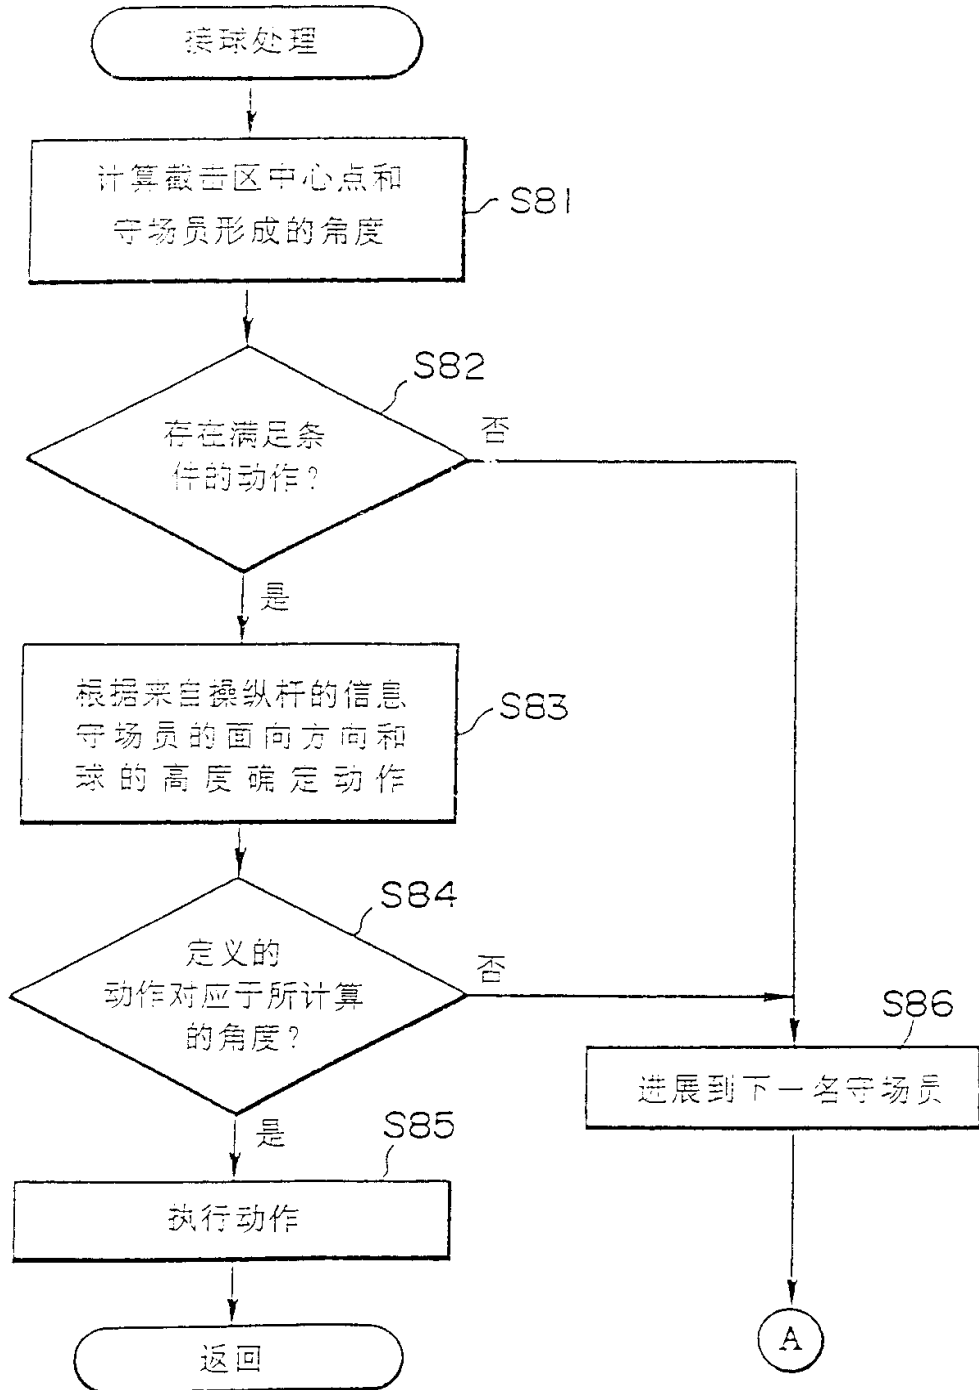 接球处理
计算截击区中心点和
守场员形成的角度
S81
S82
存在满足条
件的动作?
否
是
根据来自操纵杆的信息
守场员的面向方向和
球的高度确定动作
S83
S84
定义的
动作对应于所计算
的角度?
否
是
S86
进展到下一名守场员
S85
执行动作
返回
A